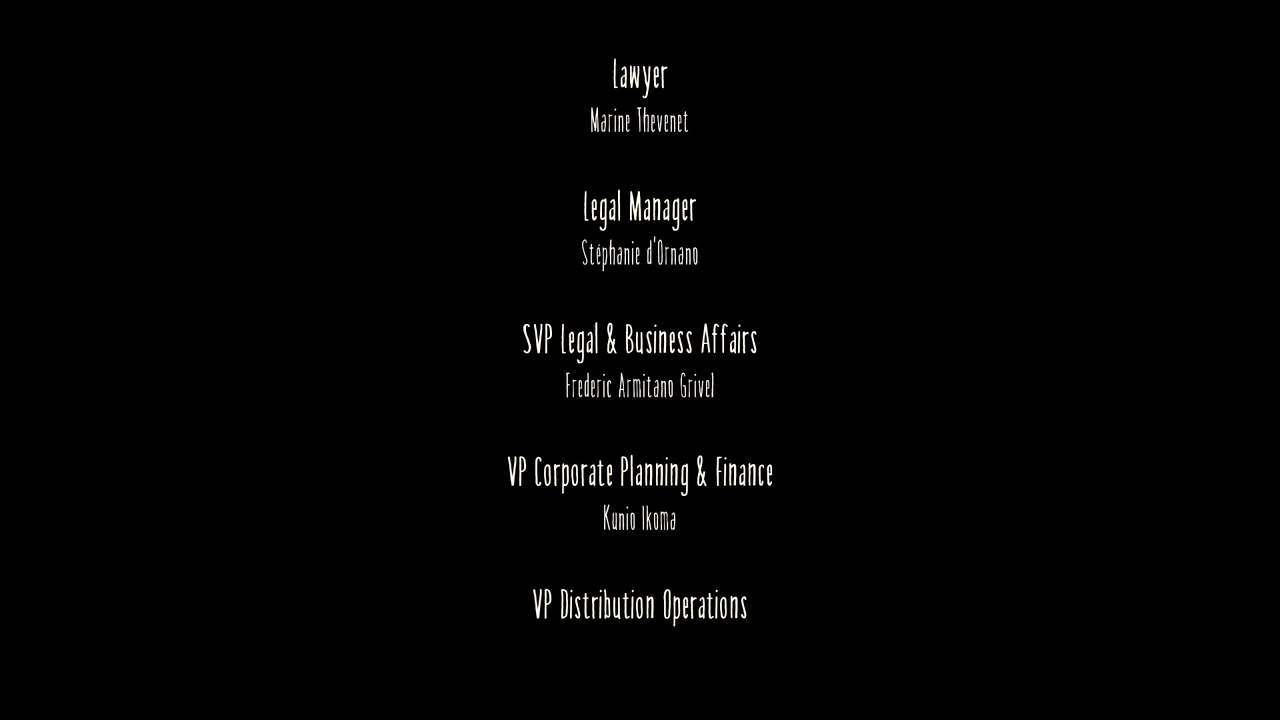 Lawyer
Marine Thevenet
Legal Manager
Stéphanie d'Ornano
SVP Legal & Business Affairs
Frederic Armitano Grivel
VP Corporate Planning & Finance
Kunio Ikoma
VP Distribution Operations